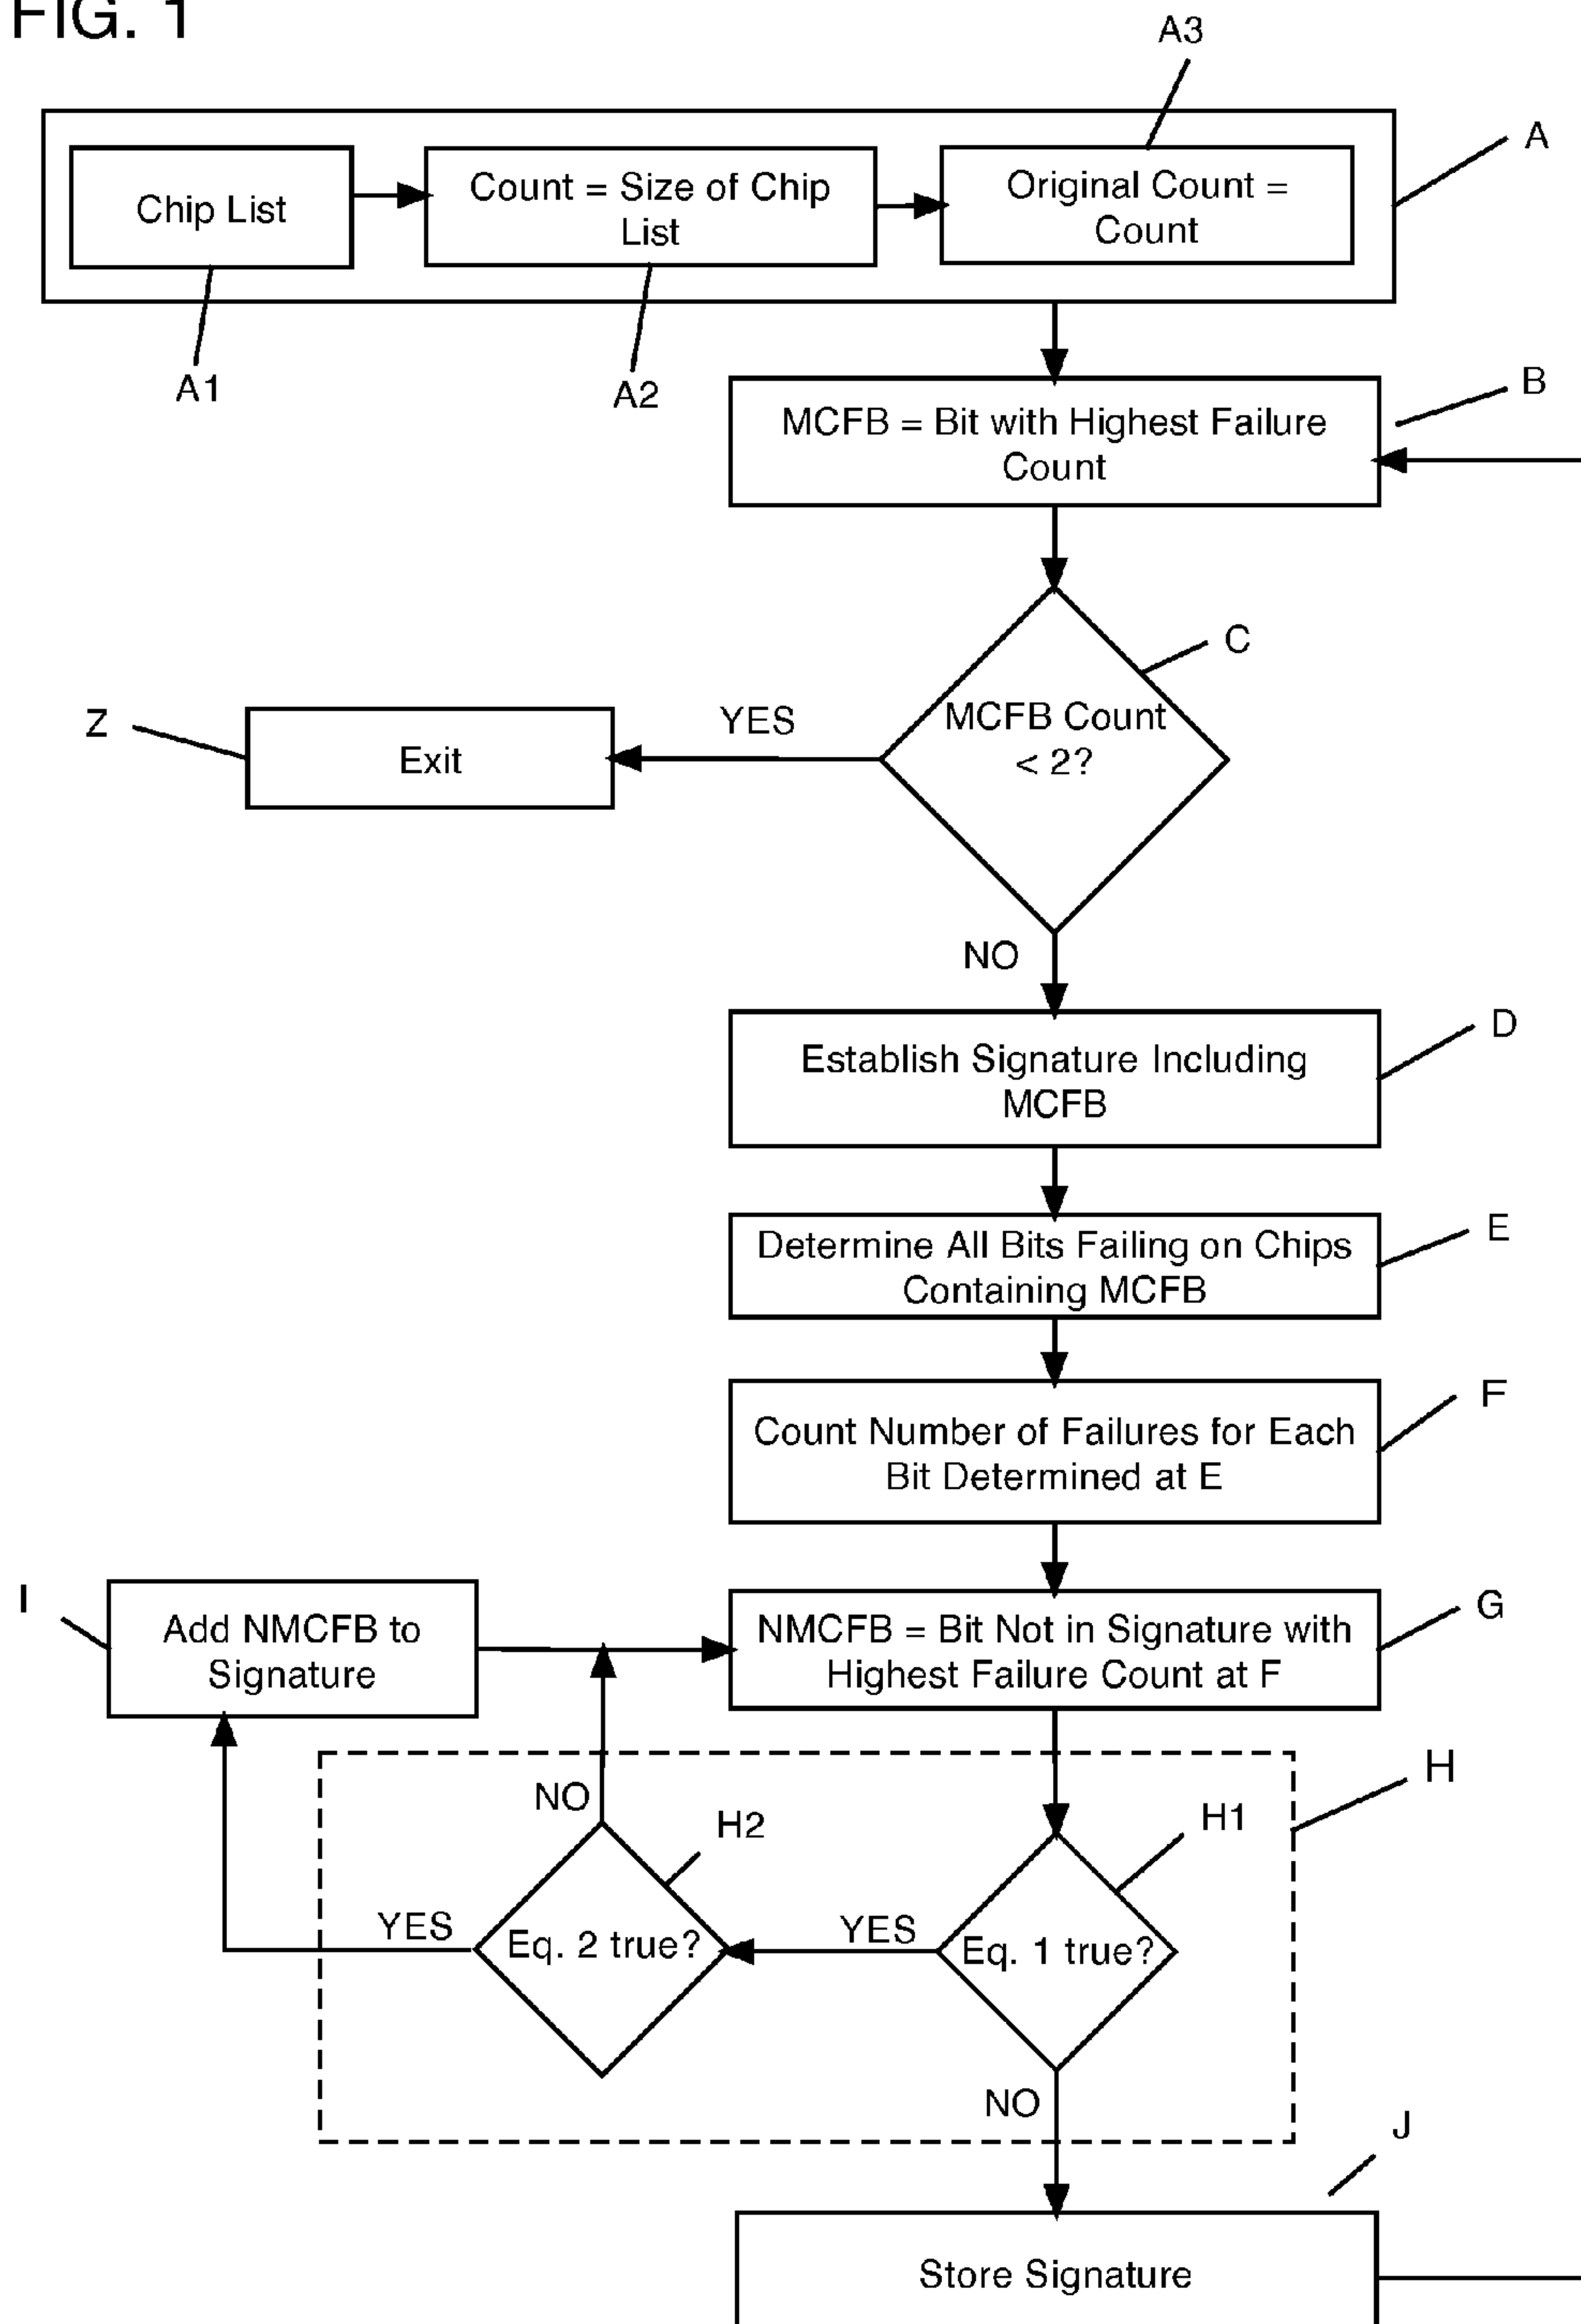 FIG. 1
A3
A
Chip List
Count = Size of Chip
List
Original Count =
Count
A1
A2
B
MCFB = Bit with Highest Failure
Count
C
MCFB Count
< 2?
YES
Z
Exit
NO
D
Establish Signature Including
MCFB
E
Determine All Bits Failing on Chips
Containing MCFB
F
Count Number of Failures for Each
Bit Determined at E
I
Add NMCFB to
Signature
G
NMCFB = Bit Not in Signature with
Highest Failure Count at F
H
NO
H2
H1
YES
Eq. 2 true?
YES
Eq. 1 true?
NO
J
Store Signature